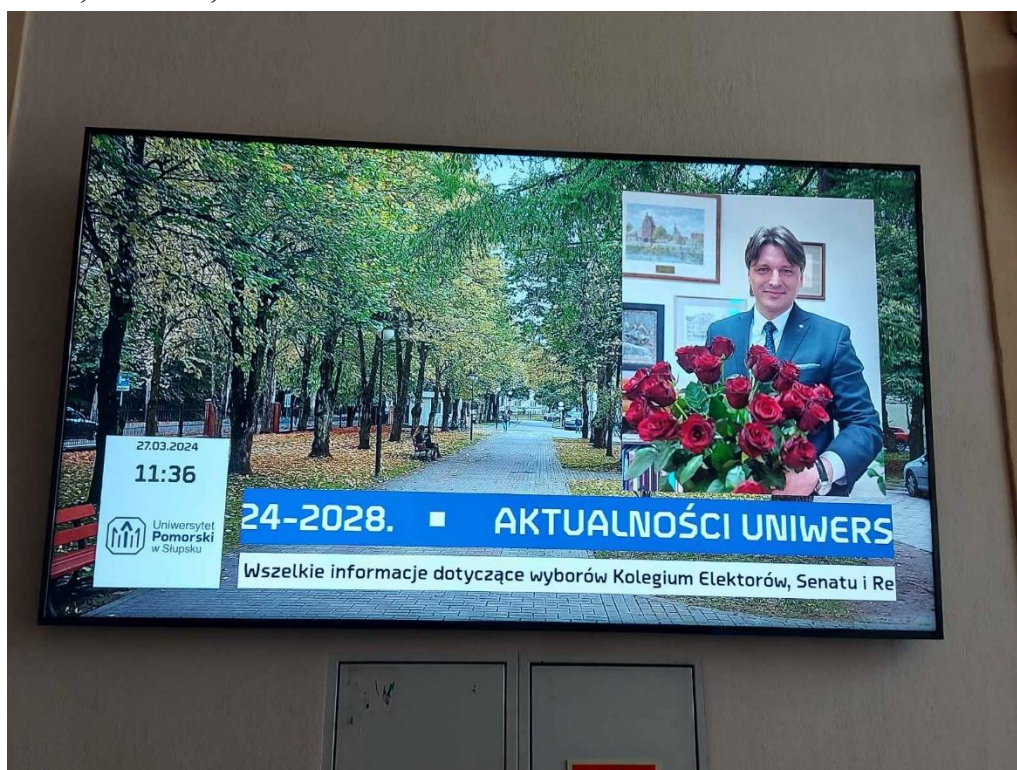 27.03.2024
11:36
Uniwersytet
Pomorski
w Słupsku
24-2028. ▪ AKTUALNOŚCI UNIWERS
Wszelkie informacje dotyczące wyborów Kolegium Elektorów, Senatu i Re